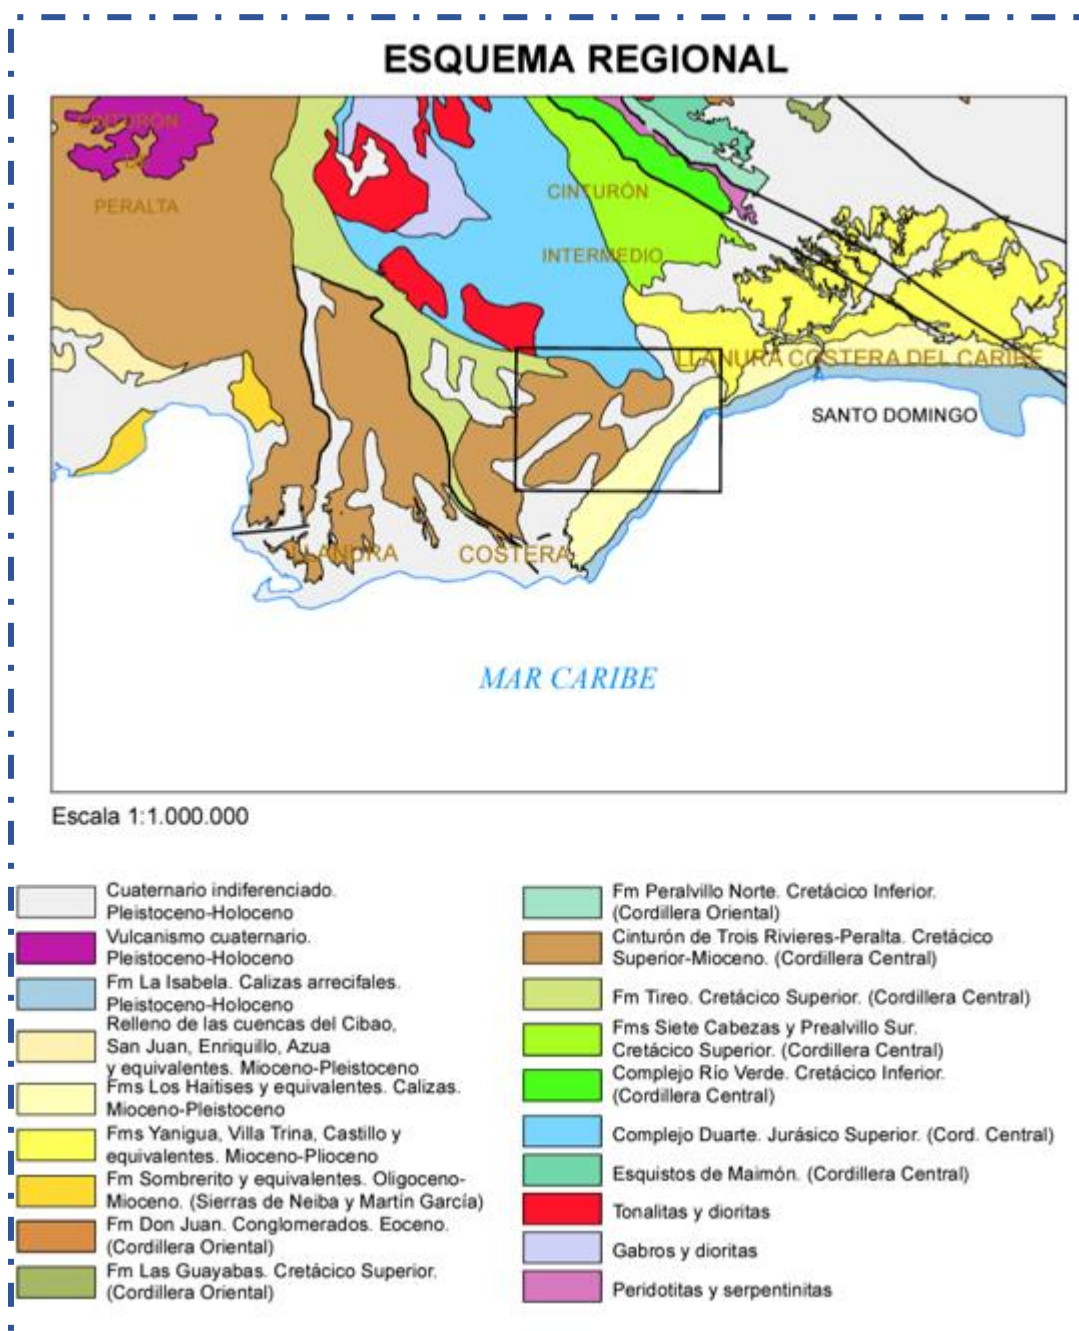 ESQUEMA REGIONAL
CINTURÓN
DE
PERALTA
CINTURÓN
INTERMEDIO
LLANURA COSTERA DEL CARIBE
SANTO DOMINGO
COSTERA
MAR CARIBE
Escala 1:1.000.000
Cuaternario indiferenciado.
Pleistoceno-Holoceno
Vulcanismo cuaternario.
Pleistoceno-Holoceno
Fm La Isabela. Calizas arrecifales.
Pleistoceno-Holoceno
Relleno de las cuencas del Cibao,
San Juan, Enriquillo, Azua
y equivalentes. Mioceno-Pleistoceno
Fms Los Haitises y equivalentes. Calizas.
Mioceno-Pleistoceno
Fms Yanigua, Villa Trina, Castillo y
equivalentes. Mioceno-Plioceno
Fm Sombrerito y equivalentes. Oligoceno-
Mioceno. (Sierras de Neiba y Martín García)
Fm Don Juan. Conglomerados. Eoceno.
(Cordillera Oriental)
Fm Las Guayabas. Cretácico Superior.
(Cordillera Oriental)
Fm Peralvillo Norte. Cretácico Inferior.
(Cordillera Oriental)
Cinturón de Trois Rivieres-Peralta. Cretácico
Superior-Mioceno. (Cordillera Central)
Fm Tireo. Cretácico Superior. (Cordillera Central)
Fms Siete Cabezas y Prealvillo Sur.
Cretácico Superior. (Cordillera Central)
Complejo Río Verde. Cretácico Inferior.
(Cordillera Central)
Complejo Duarte. Jurásico Superior. (Cord. Central)
Esquistos de Maimón. (Cordillera Central)
Tonalitas y dioritas
Gabros y dioritas
Peridotitas y serpentinitas